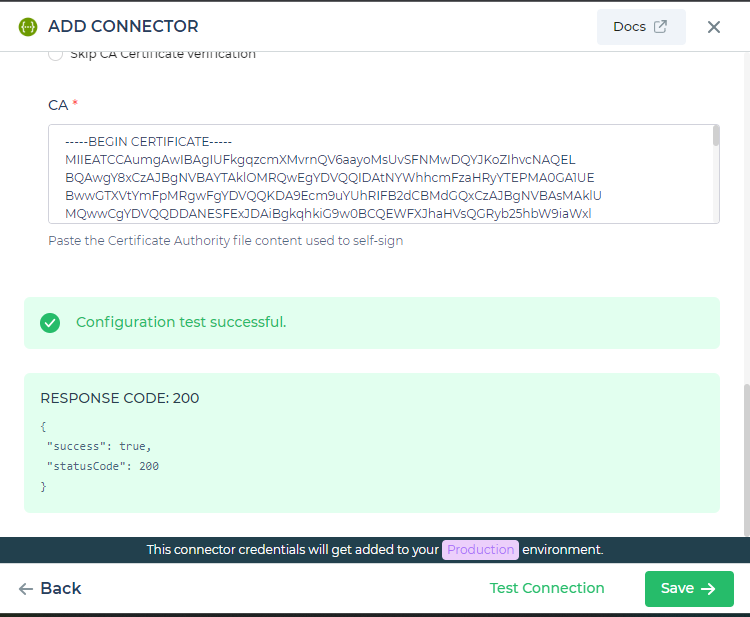 ADD CONNECTOR
Docs
Skip CA Certificate Verification
CA *
-----BEGIN CERTIFICATE-----
MIIEATCCAumgAwIBAgIUFkgqzcmXMvrnQV6aayoMsUvSFNMwDQYJKoZIhvcNAQEL
BQAwgY8xCzAJBgNVBAYTAklOMRQwEgYDVQQIDAtNYWhhcmFzaHRyYTEPMA0GA1UE
BwwGTXVtYmFpMRgwFgYDVQQKDA9Ecm9uYUhRIFB2dCBMdGQxCzAJBgNVBAsMAklU
MQwwCgYDVQQDDANESFExJDAiBgkqhkiG9w0BCQEWFXJhaHVsQGRyb25hbW9iaWxl
Paste the Certificate Authority file content used to self-sign
Configuration test successful.
RESPONSE CODE: 200
{
"success": true,
"statusCode": 200
}
This connector credentials will get added to your Production environment.
Back
Test Connection
Save